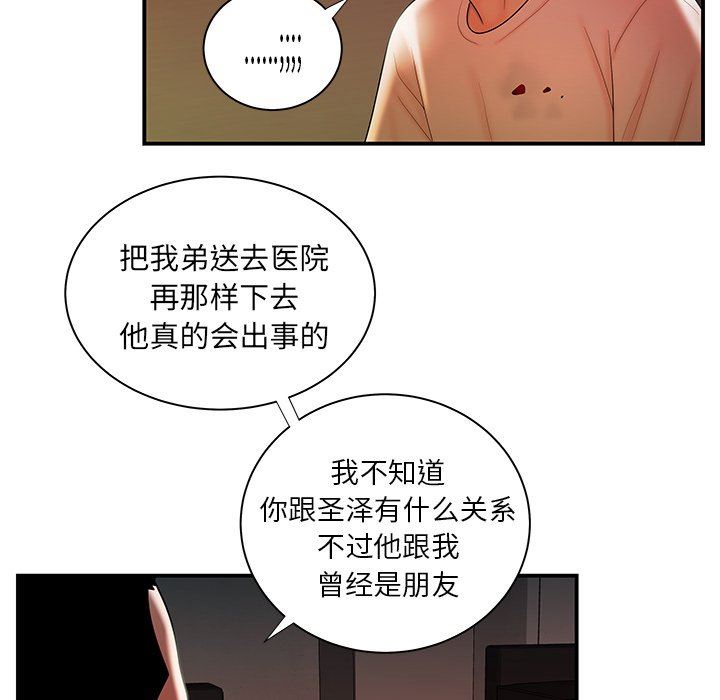 把我弟送去医院
再那样下去
他真的会出事的
我不知道
你跟圣泽有什么关系
不过他跟我
曾经是朋友